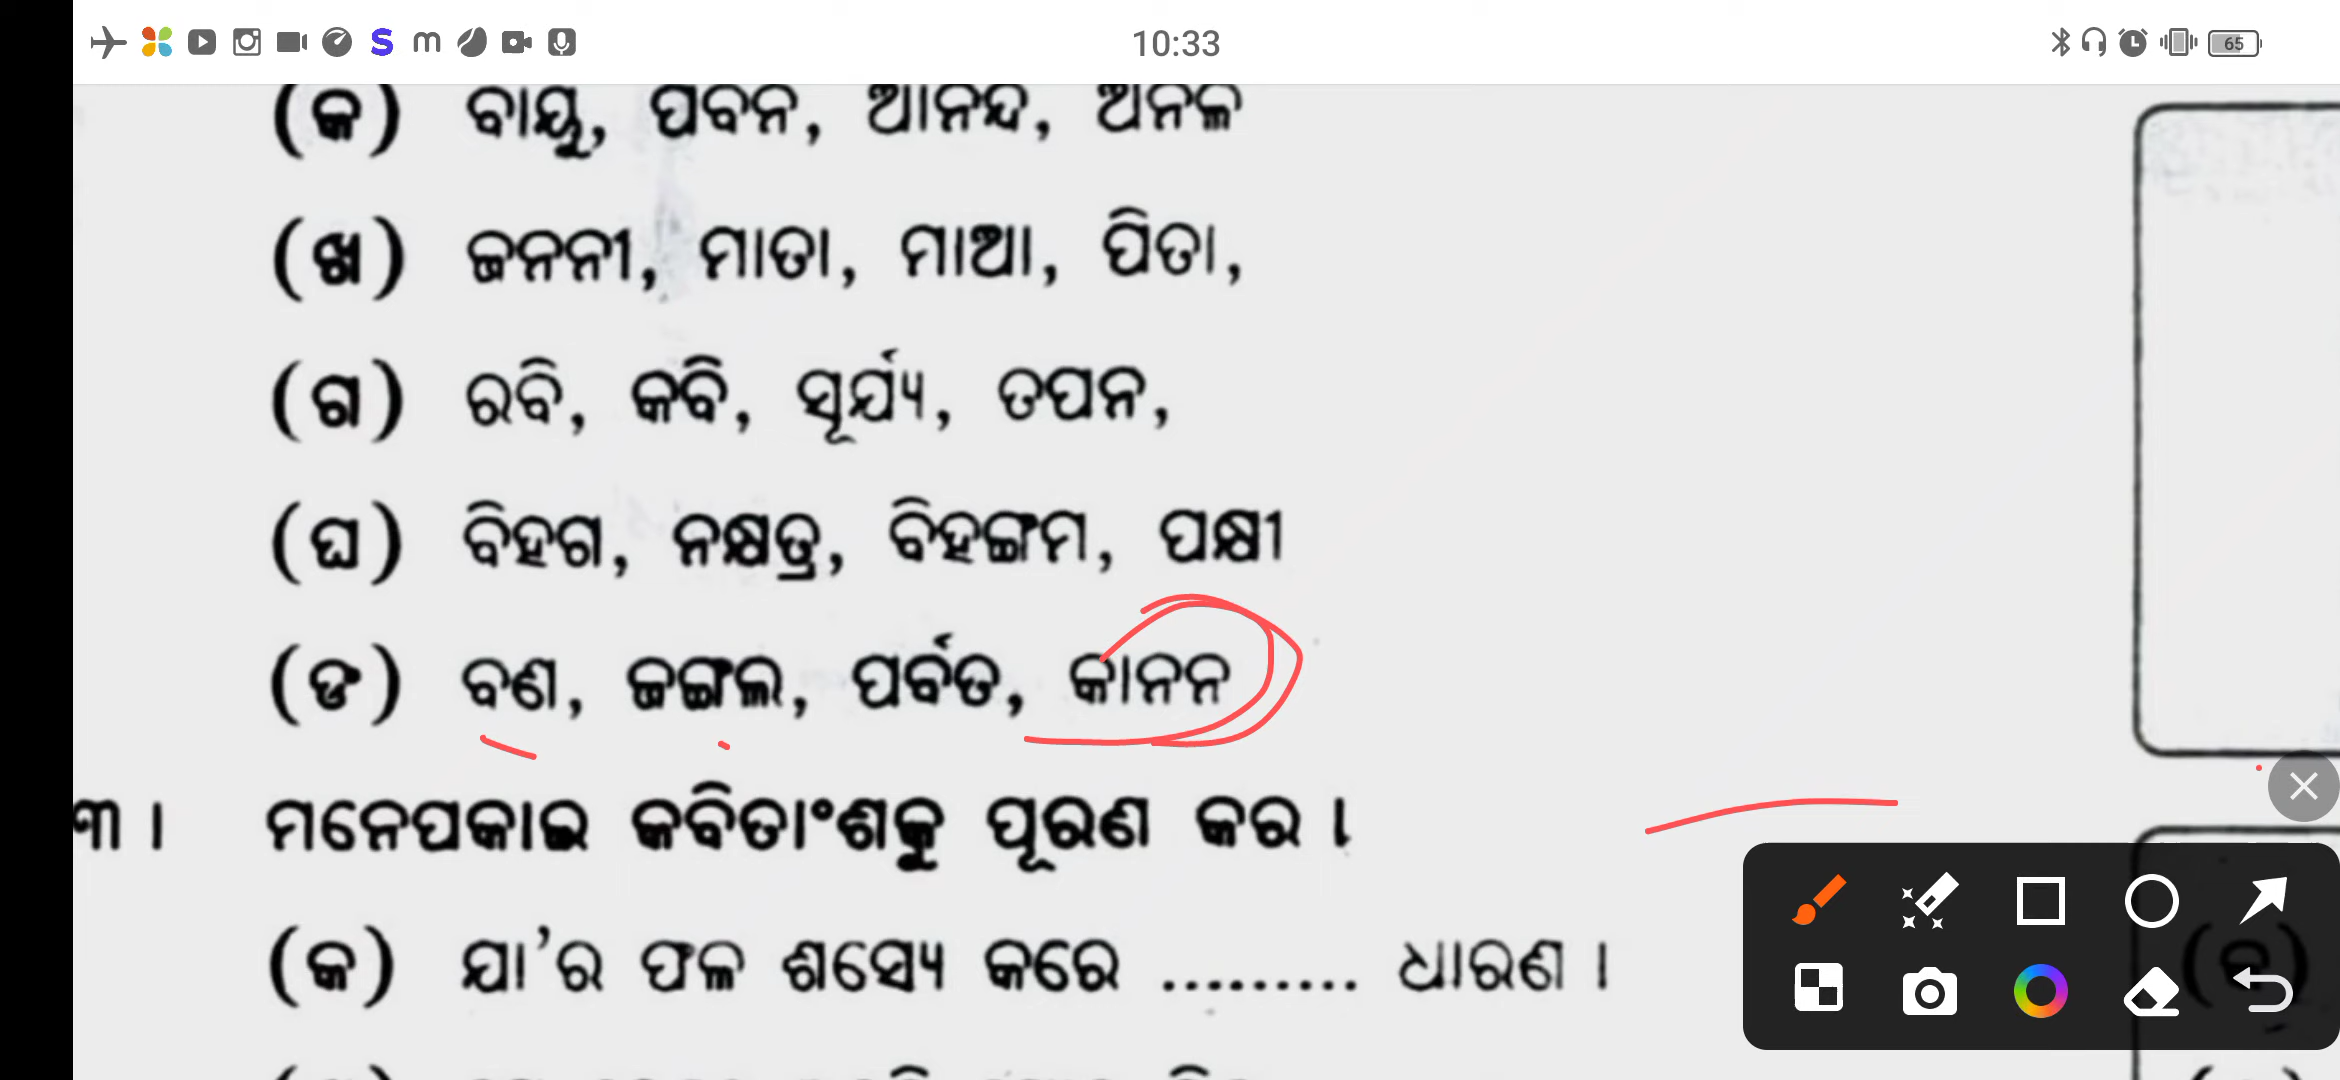 10:33
65
(କ) ବାୟୁ, ପବନ, ଆନନ୍ଦ, ଅନଳ
(ଖ) ଜନନୀ, ମାତା, ମାଆ, ପିତା,
(ଗ) ରବି, କବି, ସୂର୍ଯ୍ୟ, ତପନ,
(ଘ) ବିହଗ, ନକ୍ଷତ୍ର, ବିହଙ୍ଗମ, ପକ୍ଷୀ
(ଙ) ବଣ, ଜଙ୍ଗଲ, ପର୍ବତ, କାନନ
୩। ମନେପକାଇ କବିତାଂଶକୁ ପୂରଣ କର ।
(କ) ଯା'ର ଫଳ ଶସ୍ୟେ କରେ ......... ଧାରଣ ।